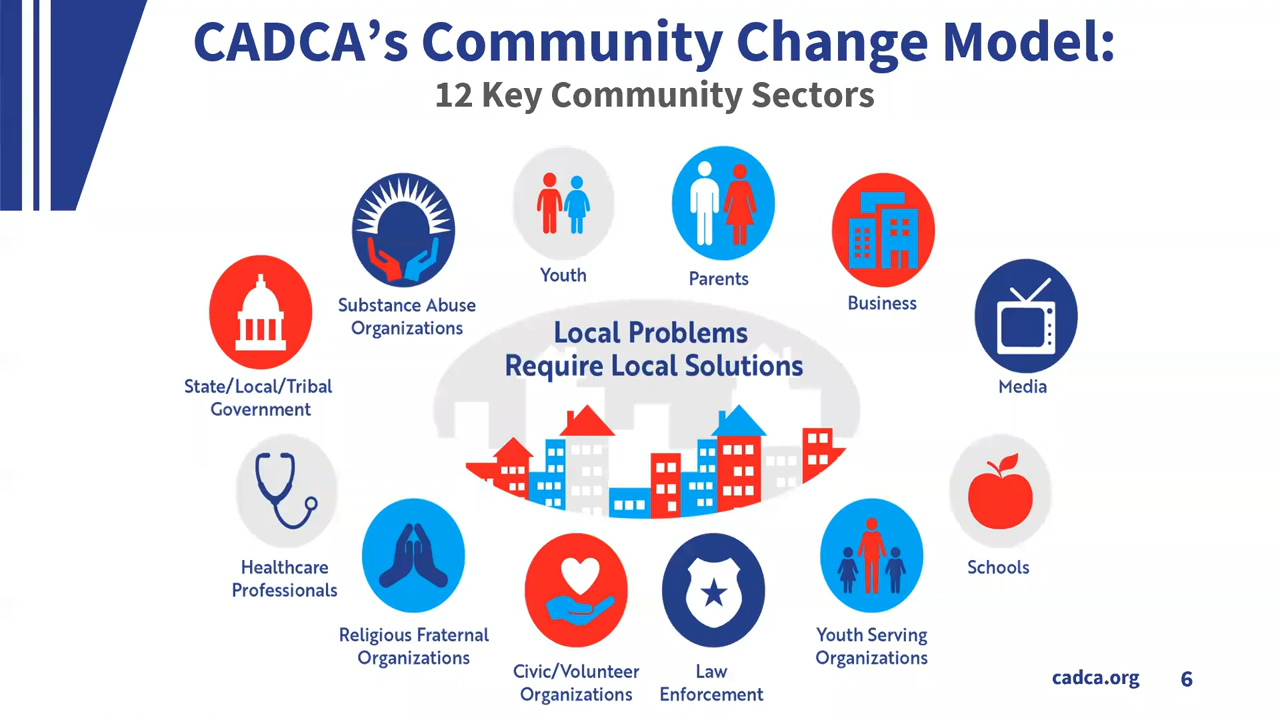 CADCA’s Community Change Model:
12 Key Community Sectors
Youth
Parents
Substance Abuse
Organizations
Business
State/Local/Tribal
Government
Media
Local Problems
Require Local Solutions
Healthcare
Professionals
Schools
Religious Fraternal
Organizations
Civic/Volunteer
Organizations
Law
Enforcement
Youth Serving
Organizations
cadca.org
6